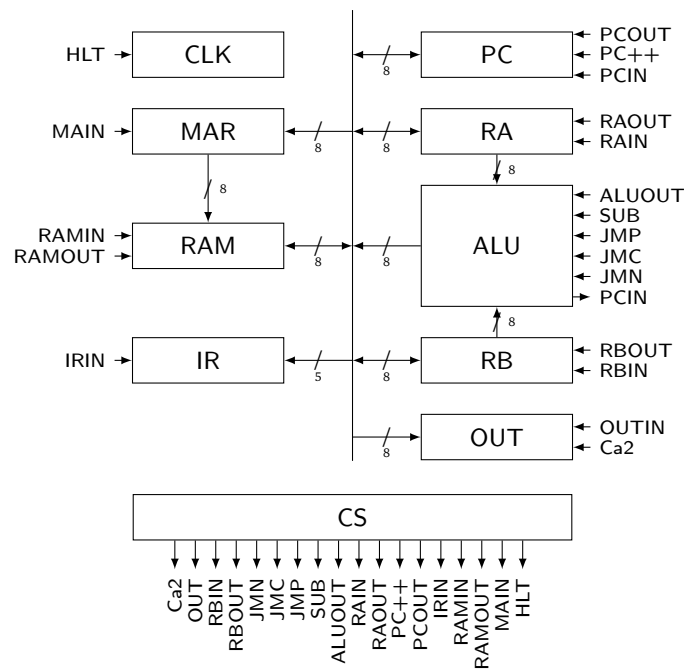 HLT
CLK
PC
PCOUT
PC++
PCIN
8
MAIN
MAR
8
8
RA
RAOUT
RAIN
8
8
RAMIN
RAMOUT
RAM
8
8
ALU
ALUOUT
SUB
JMP
JMC
JMN
PCIN
8
IRIN
IR
5
8
RB
RBOUT
RBIN
8
OUT
OUTIN
Ca2
CS
Ca2
OUT
RBIN
RBOUT
JMN
JMC
JMP
SUB
ALUOUT
RAIN
RAOUT
PC++
PCOUT
IRIN
RAMIN
RAMOUT
MAIN
HLT